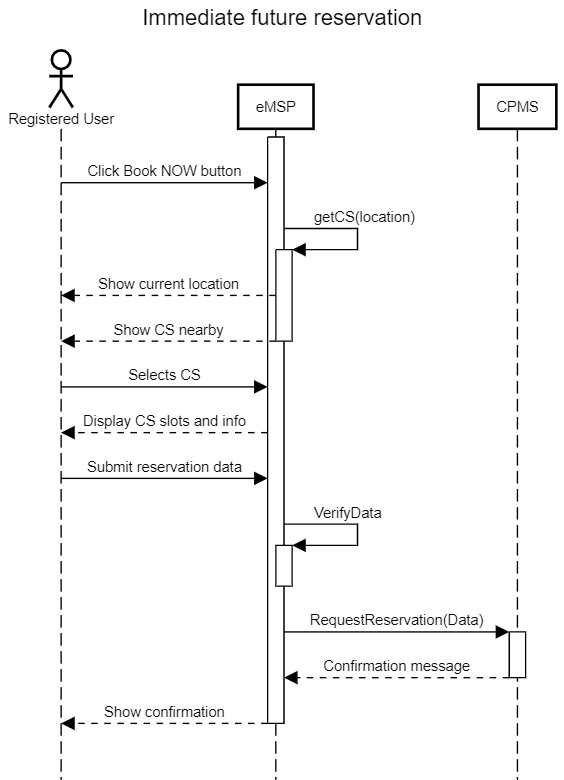 Immediate future reservation
Registered User
eMSP
CPMS
Click Book NOW button
getCS(location)
Show current location
Show CS nearby
Selects CS
Display CS slots and info
Submit reservation data
VerifyData
RequestReservation(Data)
Confirmation message
Show confirmation